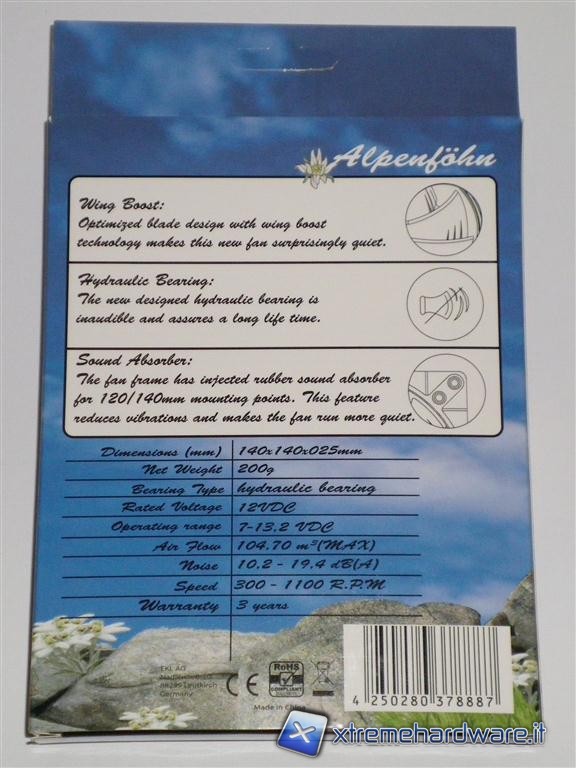 Alpenföhn
Wing Boost:
Optimized blade design with wing boost
technology makes this new fan surprisingly quiet.
Hydraulic Bearing:
The new designed hydraulic bearing is
inaudible and assures a long life time.
Sound Absorber:
The fan frame has injected rubber sound absorber
for 120/140mm mounting points. This feature
reduces vibrations and makes the fan run more quiet.
Dimensions (mm) 140x140x025mm
Net Weight 200g
Bearing Type hydraulic bearing
Rated Voltage 12VDC
Operating range 7-13,2 VDC
Air Flow 104,70 m³(MAX)
Noise 10,2 - 19,4 dB(A)
Speed 300 - 1100 R.P.M
Warranty 3 years
EKL AG
88299 Leutkirch
Germany
CE
RoHS
COMPLIANT
Made in China
4 250280 378887
xtremehardware.it